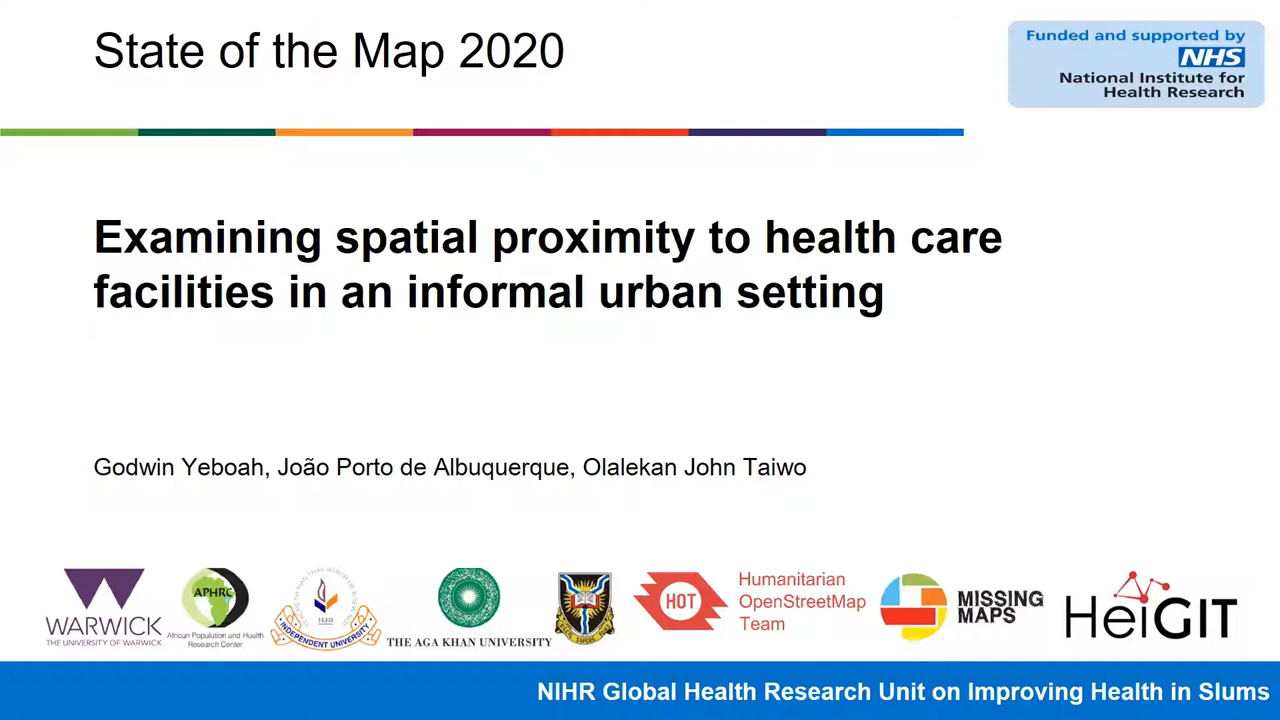 State of the Map 2020
Funded and supported by
NHS
National Institute for
Health Research
Examining spatial proximity to health care
facilities in an informal urban setting
Godwin Yeboah, João Porto de Albuquerque, Olalekan John Taiwo
WARWICK
THE UNIVERSITY OF WARWICK
APHRC
African Population and Health
Research Center
INDEPENDENT UNIVERSITY
THE AGA KHAN UNIVERSITY
HOT
Humanitarian
OpenStreetMap
Team
MISSING
MAPS
HeiGIT
NIHR Global Health Research Unit on Improving Health in Slums